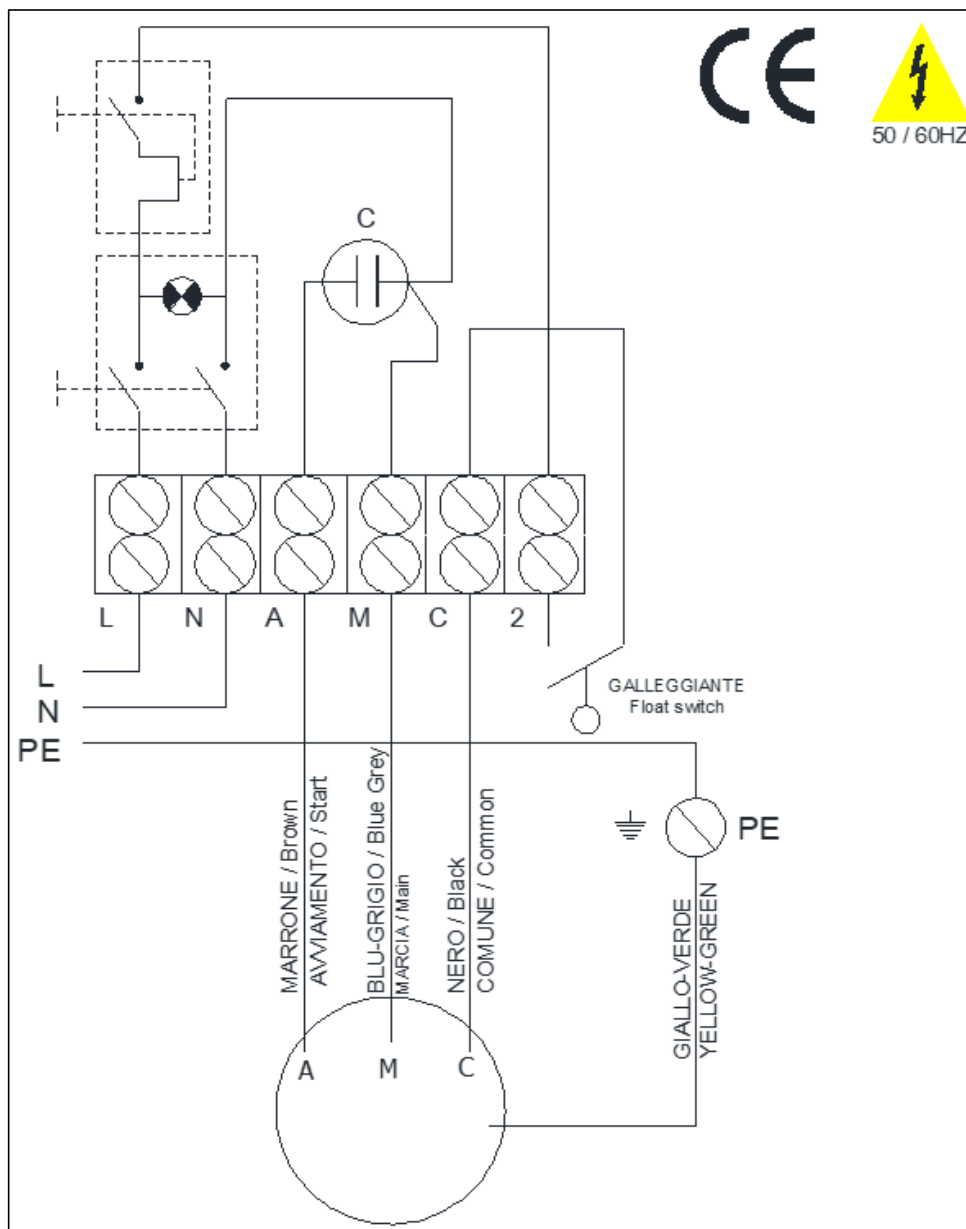 CE
50 / 60HZ
C
L N A M C 2
L
N
PE
GALLEGGIANTE
Float switch
MARRONE / Brown
AVVIAMENTO / Start
BLU-GRIGIO / Blue Grey
MARCIA / Main
NERO / Black
COMUNE / Common
PE
GIALLO-VERDE
YELLOW-GREEN
A M C